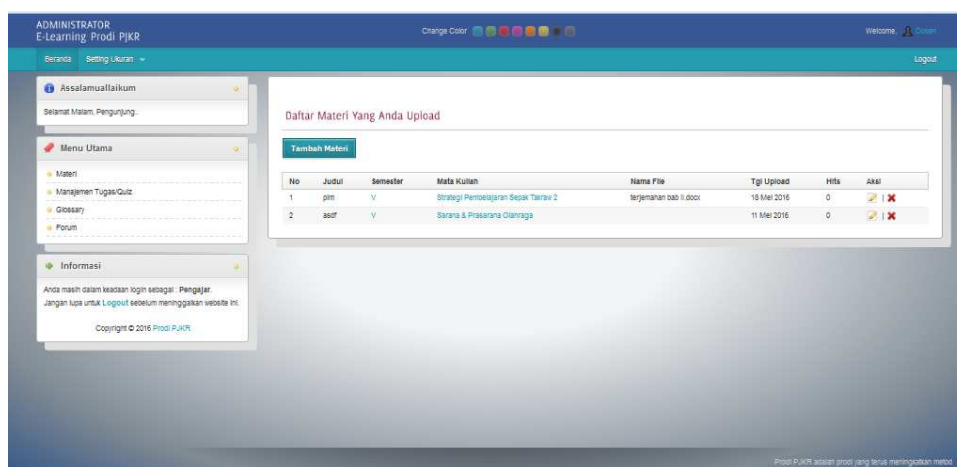 ADMINISTRATOR
E-Learning Prodi PJKR
Change Color
Welcome, Dosen
Beranda Setting Ukuran
Logout
Assalamuallaikum
Selamat Malam, Pengunjung..
Menu Utama
Materi
Manajemen Tugas/Quiz
Glossary
Forum
Informasi
Anda masih dalam keadaan login sebagai : Pengajar.
Jangan lupa untuk Logout sebelum meninggalkan website ini.
Copyright © 2016 Prodi PJKR
Daftar Materi Yang Anda Upload
Tambah Materi
No Judul Semester Mata Kuliah Nama File Tgl Upload Hits Aksi
1 V Strategi Pembelajaran Sepak Takraw 2 terjemahan bab II.docx 18 Mei 2016 0 |
2 asdf V Sarana & Prasarana Olahraga 11 Mei 2016 0 |
Prodi PJKR adalah prodi yang terus meningkatkan metod